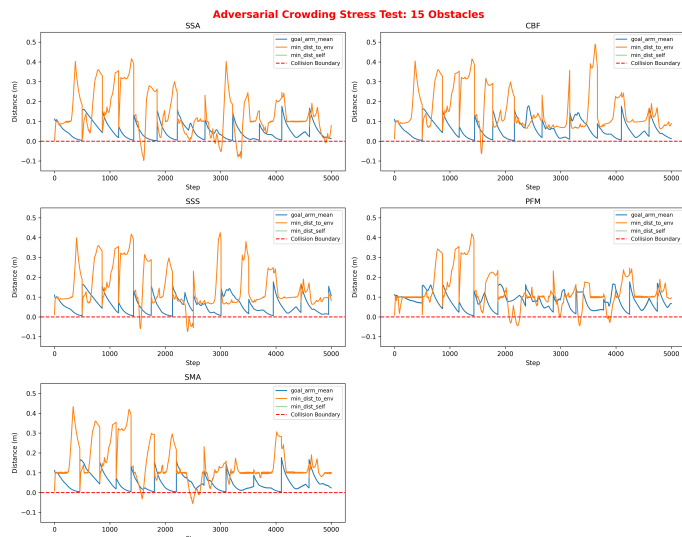 Adversarial Crowding Stress Test: 15 Obstacles
SSA
Distance (m)
0.5
0.4
0.3
0.2
0.1
0.0
−0.1
goal_arm_mean
min_dist_to_env
min_dist_self
Collision Boundary
0 1000 2000 3000 4000 5000
Step
CBF
Distance (m)
0.5
0.4
0.3
0.2
0.1
0.0
−0.1
goal_arm_mean
min_dist_to_env
min_dist_self
Collision Boundary
0 1000 2000 3000 4000 5000
Step
SSS
Distance (m)
0.5
0.4
0.3
0.2
0.1
0.0
−0.1
goal_arm_mean
min_dist_to_env
min_dist_self
Collision Boundary
0 1000 2000 3000 4000 5000
Step
PFM
Distance (m)
0.5
0.4
0.3
0.2
0.1
0.0
−0.1
goal_arm_mean
min_dist_to_env
min_dist_self
Collision Boundary
0 1000 2000 3000 4000 5000
Step
SMA
Distance (m)
0.5
0.4
0.3
0.2
0.1
0.0
−0.1
goal_arm_mean
min_dist_to_env
min_dist_self
Collision Boundary
0 1000 2000 3000 4000 5000